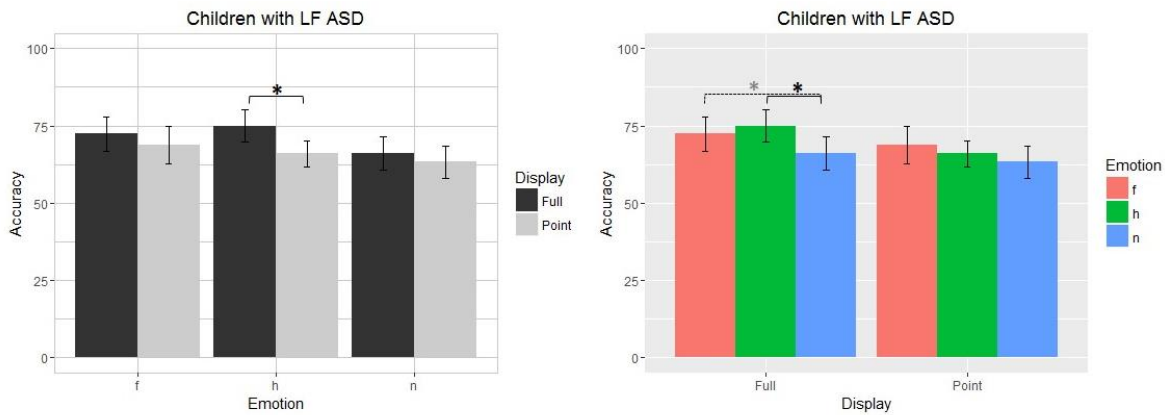 Children with LF ASD
100
75
50
25
0
Accuracy
*
f
h
n
Emotion
Display
Full
Point
Children with LF ASD
100
75
50
25
0
Accuracy
* *
Full
Point
Display
Emotion
f
h
n